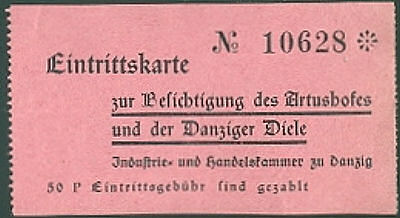 № 10628 *
Eintrittskarte
zur Besichtigung des Artushofes
und der Danziger Diele
Industrie- und Handelskammer zu Danzig
50 P Eintrittsgebühr sind gezahlt